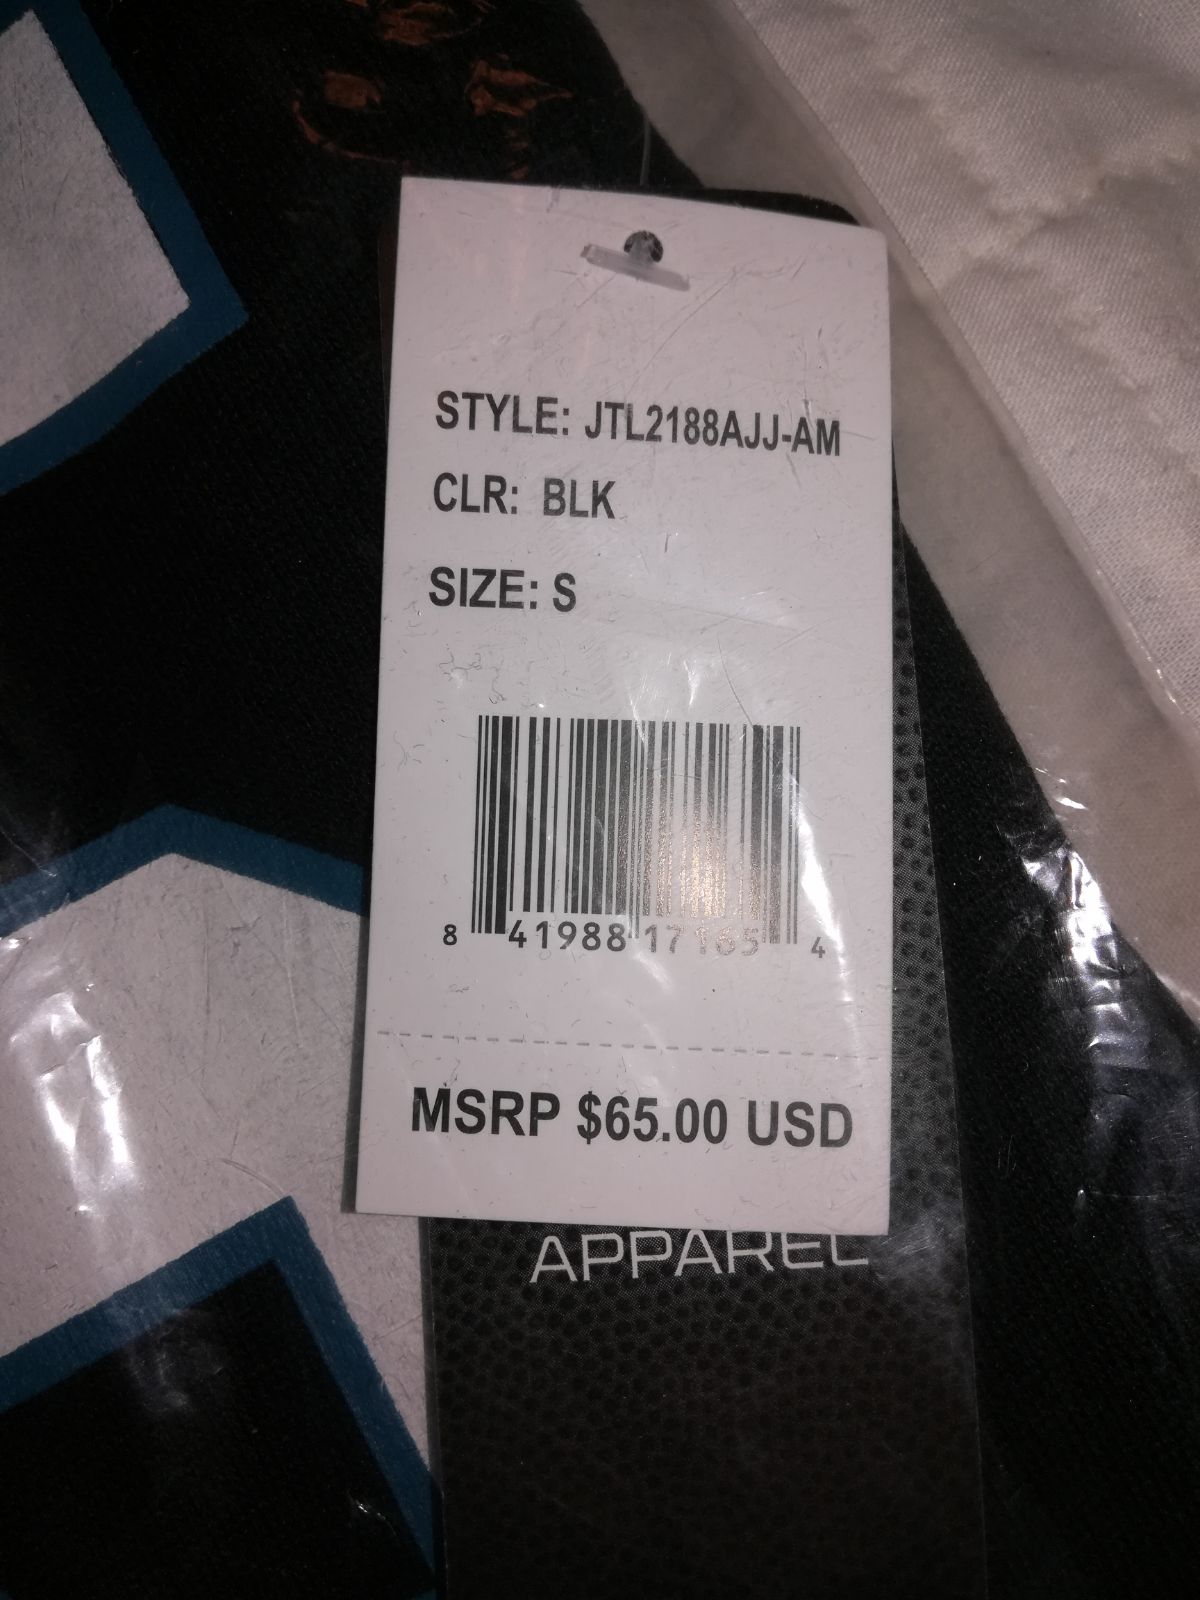 STYLE: JTL2188AJJ-AM
CLR: BLK
SIZE: S
8 41988 17165 4
MSRP $65.00 USD
APPAREL